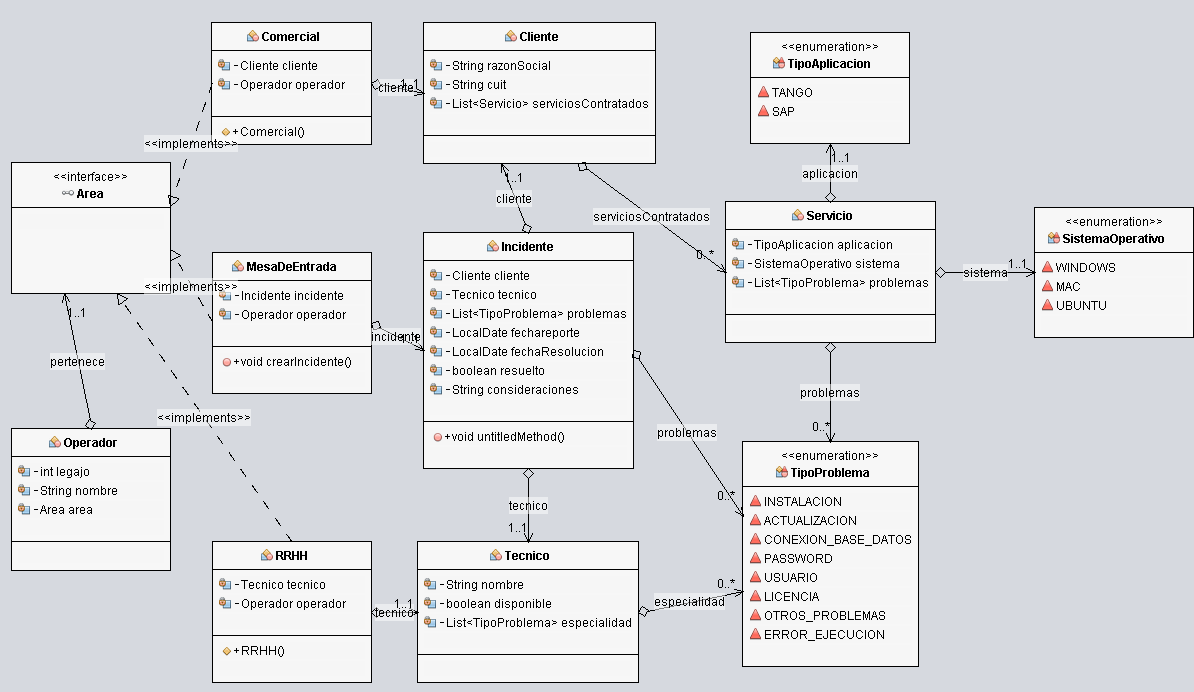 Comercial
- Cliente cliente
- Operador operador
+ Comercial()
cliente
1..1
Cliente
- String razonSocial
- String cuit
- List<Servicio> serviciosContratados
<<enumeration>>
TipoAplicacion
TANGO
SAP
<<implements>>
1..1
aplicacion
<<interface>>
Area
1..1
cliente
serviciosContratados
0..*
Servicio
- TipoAplicacion aplicacion
- SistemaOperativo sistema
- List<TipoProblema> problemas
sistema
1..1
<<enumeration>>
SistemaOperativo
WINDOWS
MAC
UBUNTU
<<implements>>
MesaDeEntrada
- Incidente incidente
- Operador operador
+ void crearIncidente()
incidente
1..1
Incidente
- Cliente cliente
- Tecnico tecnico
- List<TipoProblema> problemas
- LocalDate fechareporte
- LocalDate fechaResolucion
- boolean resuelto
- String consideraciones
+ void untitledMethod()
1..1
pertenece
problemas
0..*
problemas
0..*
<<implements>>
Operador
- int legajo
- String nombre
- Area area
<<enumeration>>
TipoProblema
INSTALACION
ACTUALIZACION
CONEXION_BASE_DATOS
PASSWORD
USUARIO
LICENCIA
OTROS_PROBLEMAS
ERROR_EJECUCION
tecnico
1..1
RRHH
- Tecnico tecnico
- Operador operador
+ RRHH()
tecnico
1..1
Tecnico
- String nombre
- boolean disponible
- List<TipoProblema> especialidad
especialidad
0..*